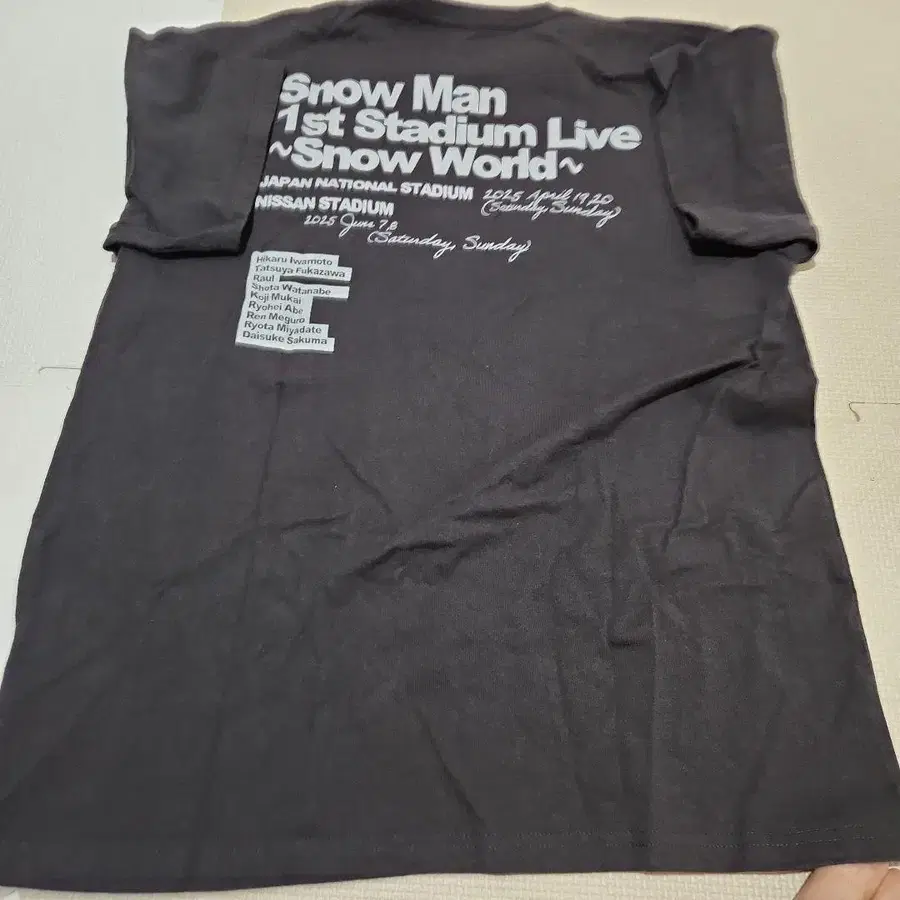 Snow Man
1st Stadium Live
~Snow World~
JAPAN NATIONAL STADIUM 2025 April 19,20
(Saturday, Sunday)
NISSAN STADIUM
2025 June 7,8
(Saturday, Sunday)
Hikaru Iwamoto
Tatsuya Fukazawa
Raul
Shota Watanabe
Koji Mukai
Ryohei Abe
Ren Meguro
Ryota Miyadate
Daisuke Sakuma